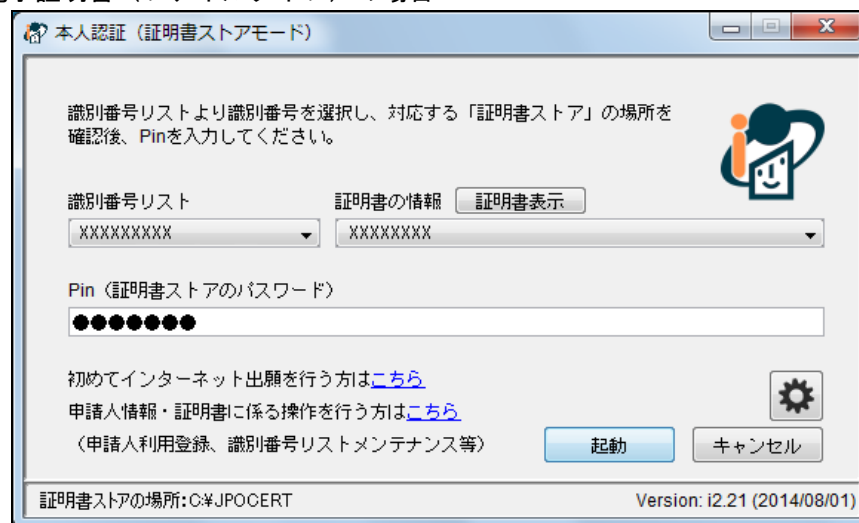 本人認証（証明書ストアモード）
識別番号リストより識別番号を選択し、対応する「証明書ストア」の場所を
確認後、Pinを入力してください。
識別番号リスト 証明書の情報 証明書表示
XXXXXXXXX XXXXXXXX
Pin（証明書ストアのパスワード）
●●●●●●●
初めてインターネット出願を行う方はこちら
申請人情報・証明書に係る操作を行う方はこちら
（申請人利用登録、識別番号リストメンテナンス等） 起動 キャンセル
証明書ストアの場所:C:¥JPOCERT Version: i2.21 (2014/08/01)